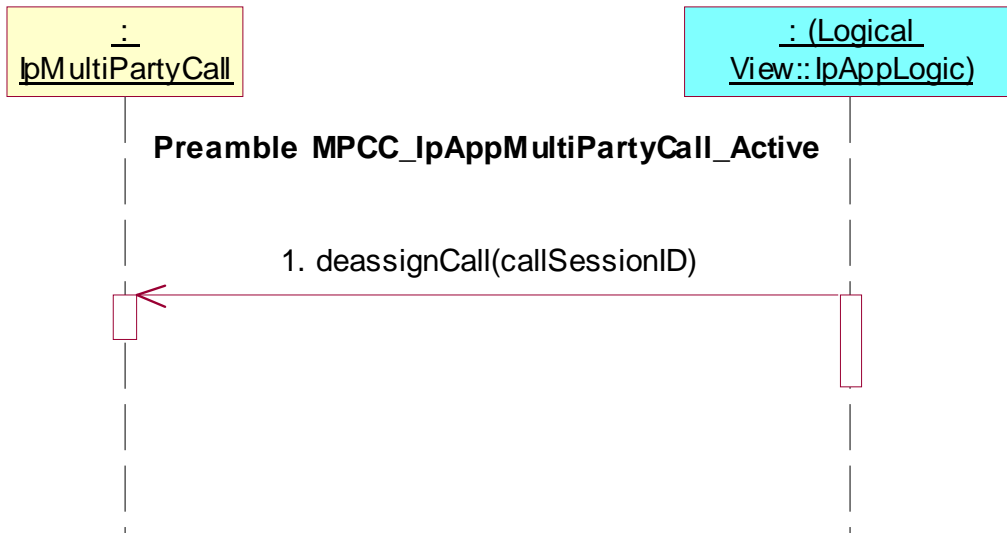 :
IpMultiPartyCall
: (Logical
View::IpAppLogic)
Preamble MPCC_IpAppMultiPartyCall_Active
1. deassignCall(callSessionID)